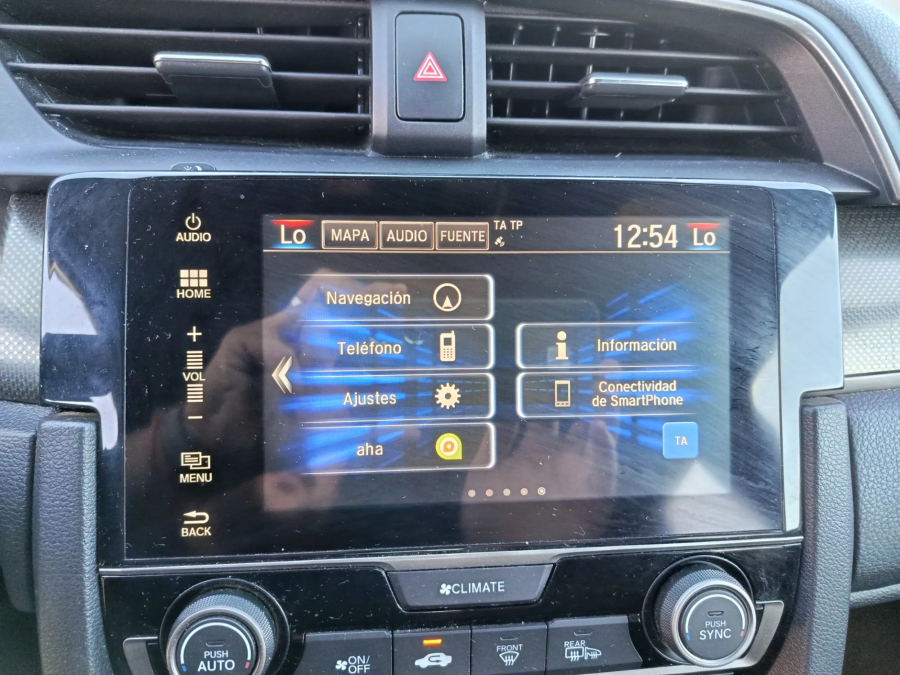 AUDIO
HOME
+
VOL
−
MENU
BACK
Lo MAPA AUDIO FUENTE TA TP 12:54 Lo
Navegación
Teléfono
Ajustes
aha
Información
Conectividad
de SmartPhone
TA
CLIMATE
PUSH
AUTO
ON/
OFF
FRONT
REAR
PUSH
SYNC